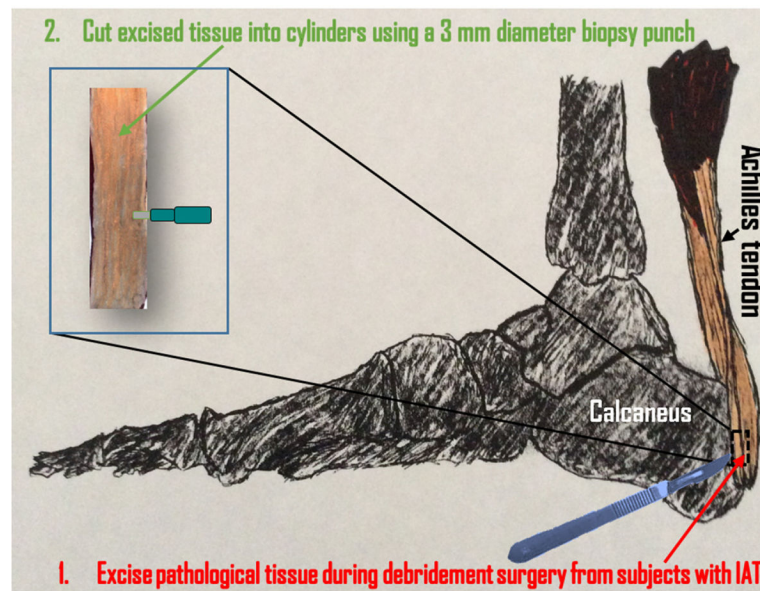 2. Cut excised tissue into cylinders using a 3 mm diameter biopsy punch
Achilles tendon
Calcaneus
1. Excise pathological tissue during debridement surgery from subjects with IAT